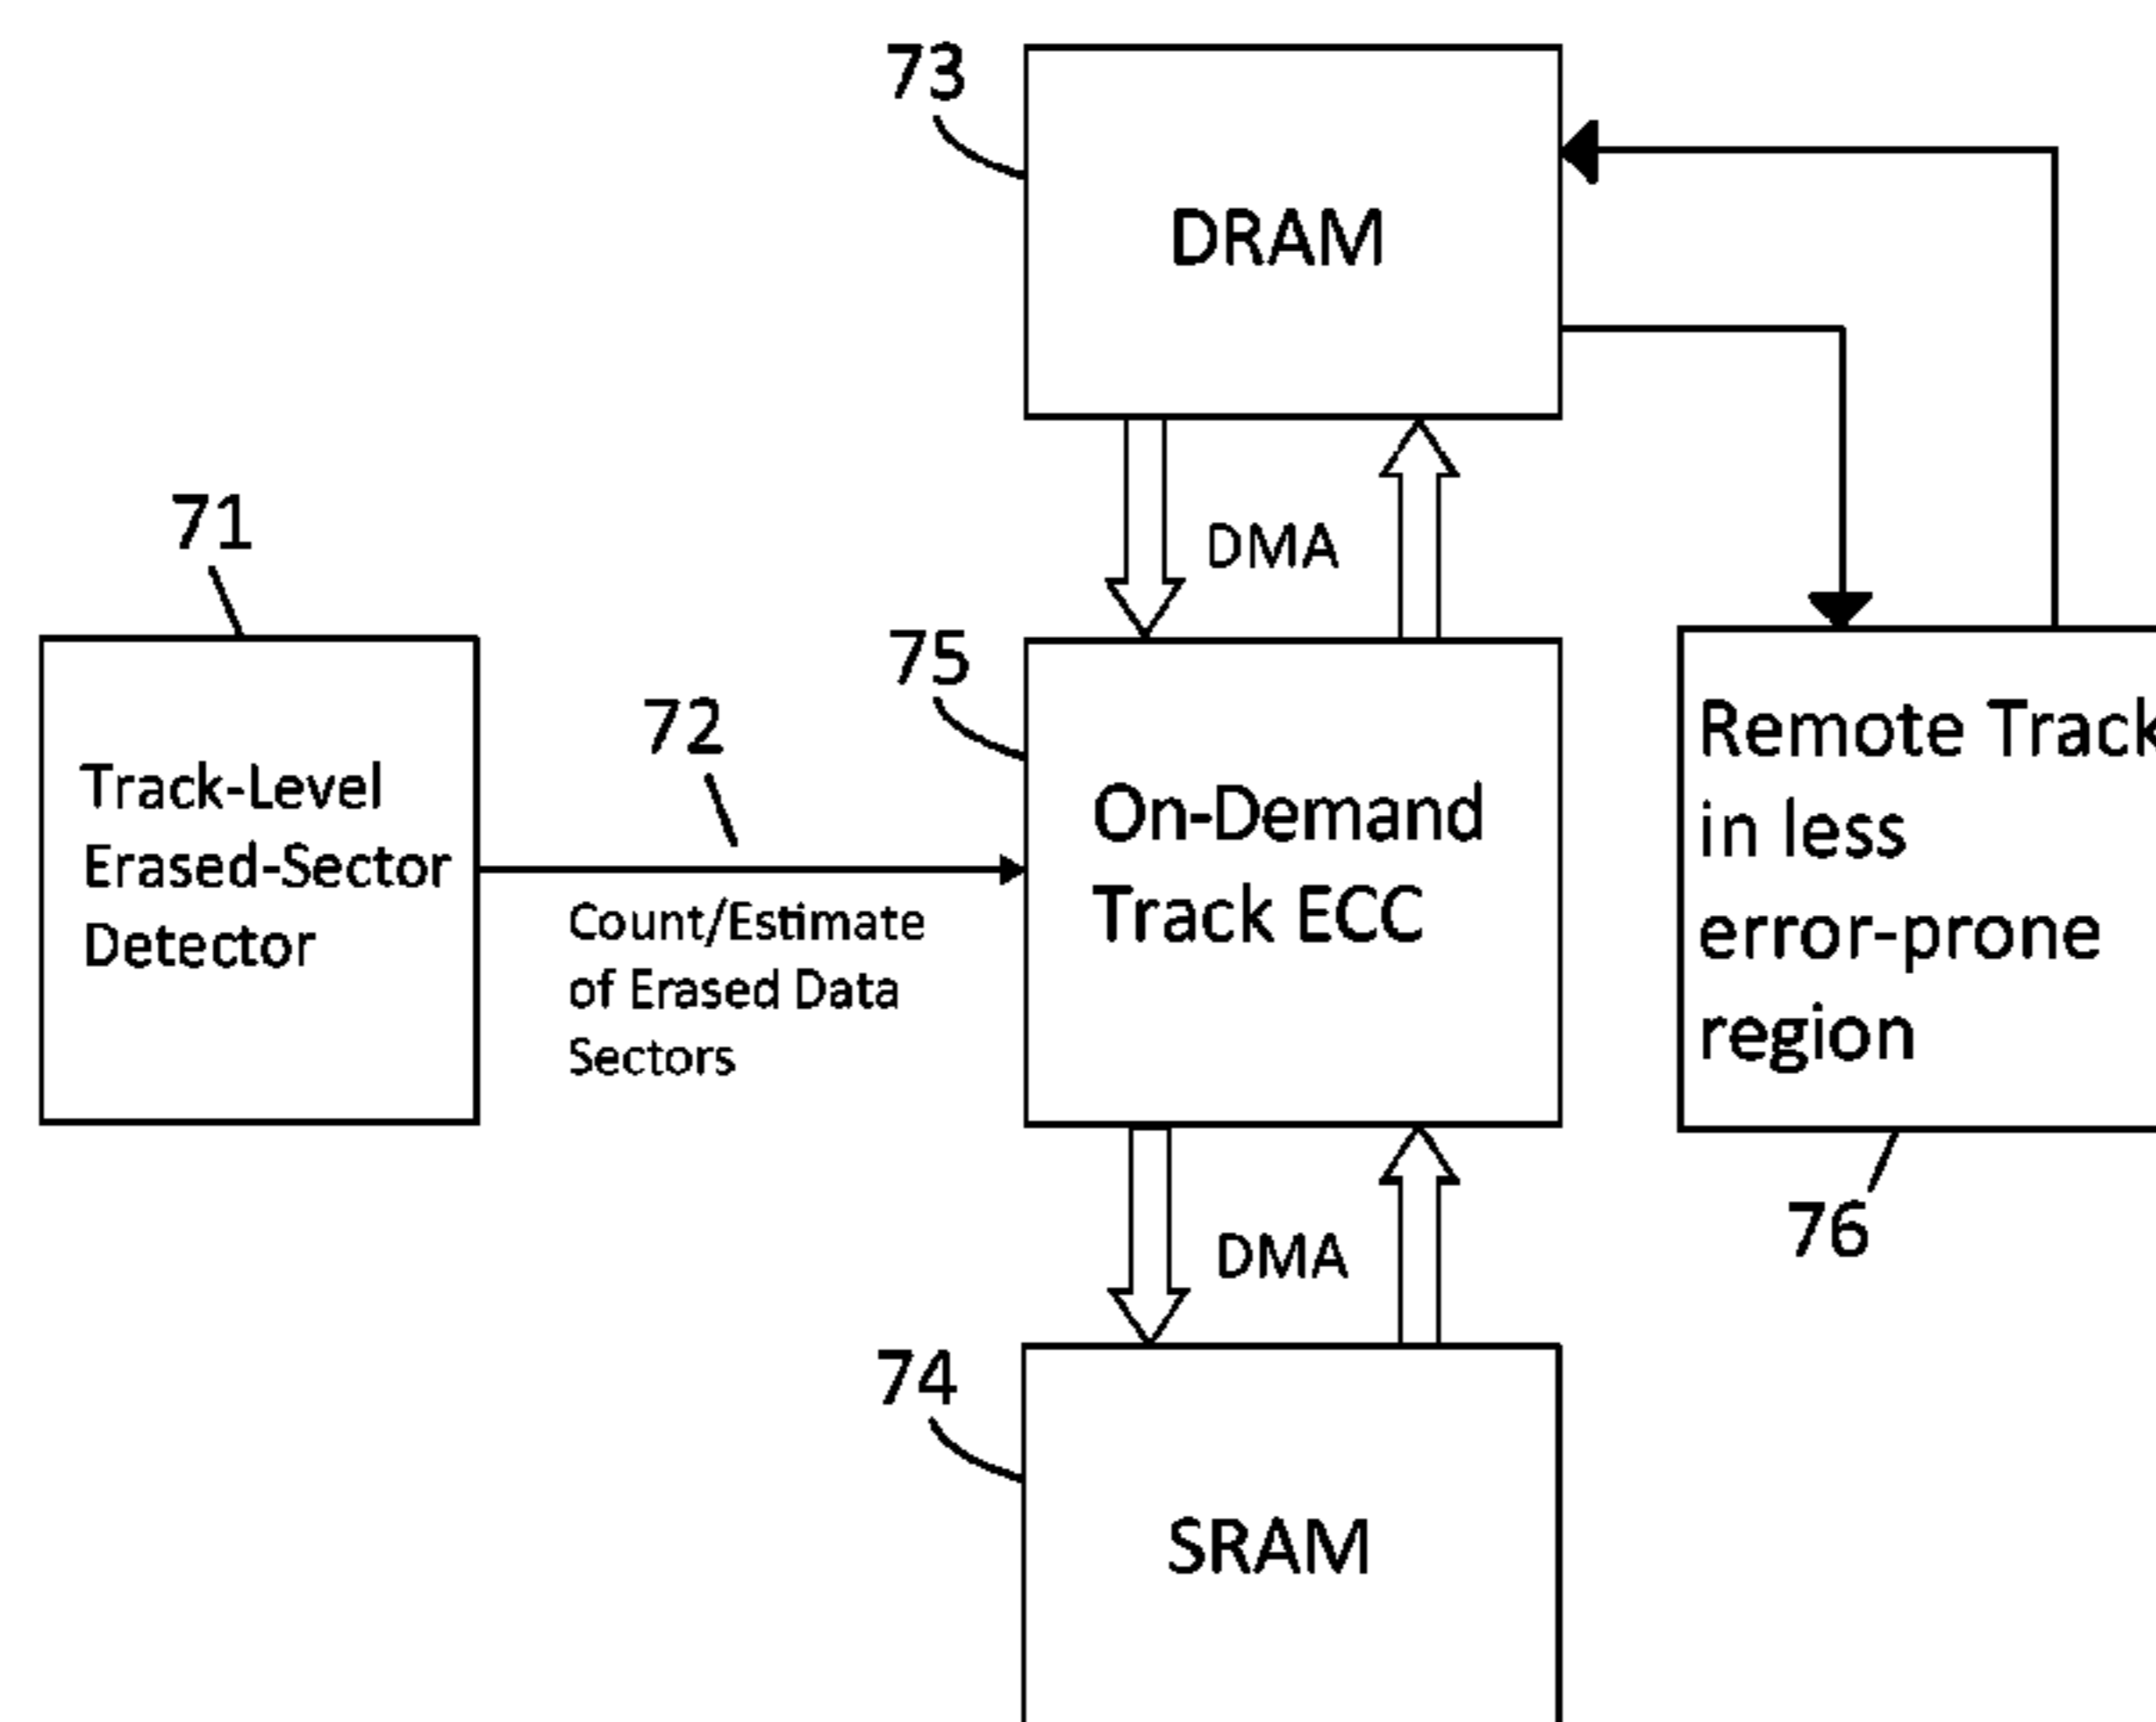 73
DRAM
71
DMA
75
72
Track-Level
Erased-Sector
Detector
Count/Estimate
of Erased Data
Sectors
On-Demand
Track ECC
Remote Track
in less
error-prone
region
76
DMA
74
SRAM